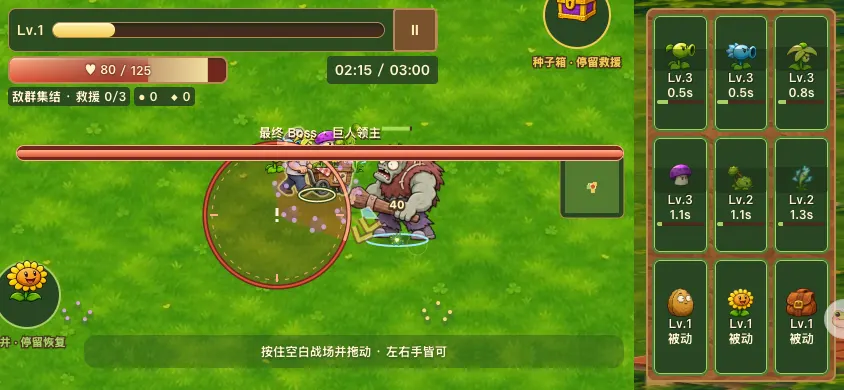 Lv.1
II
♥ 80 / 125
02:15 / 03:00
种子箱 · 停留救援
敌群集结 · 救援 0/3
● 0 ◆ 0
最终 Boss · 巨人领主
!
40
井 · 停留恢复
按住空白战场并拖动 · 左右手皆可
Lv.3
0.5s
Lv.3
0.5s
Lv.3
0.8s
Lv.3
1.1s
Lv.2
1.1s
Lv.2
1.3s
Lv.1
被动
Lv.1
被动
Lv.1
被动